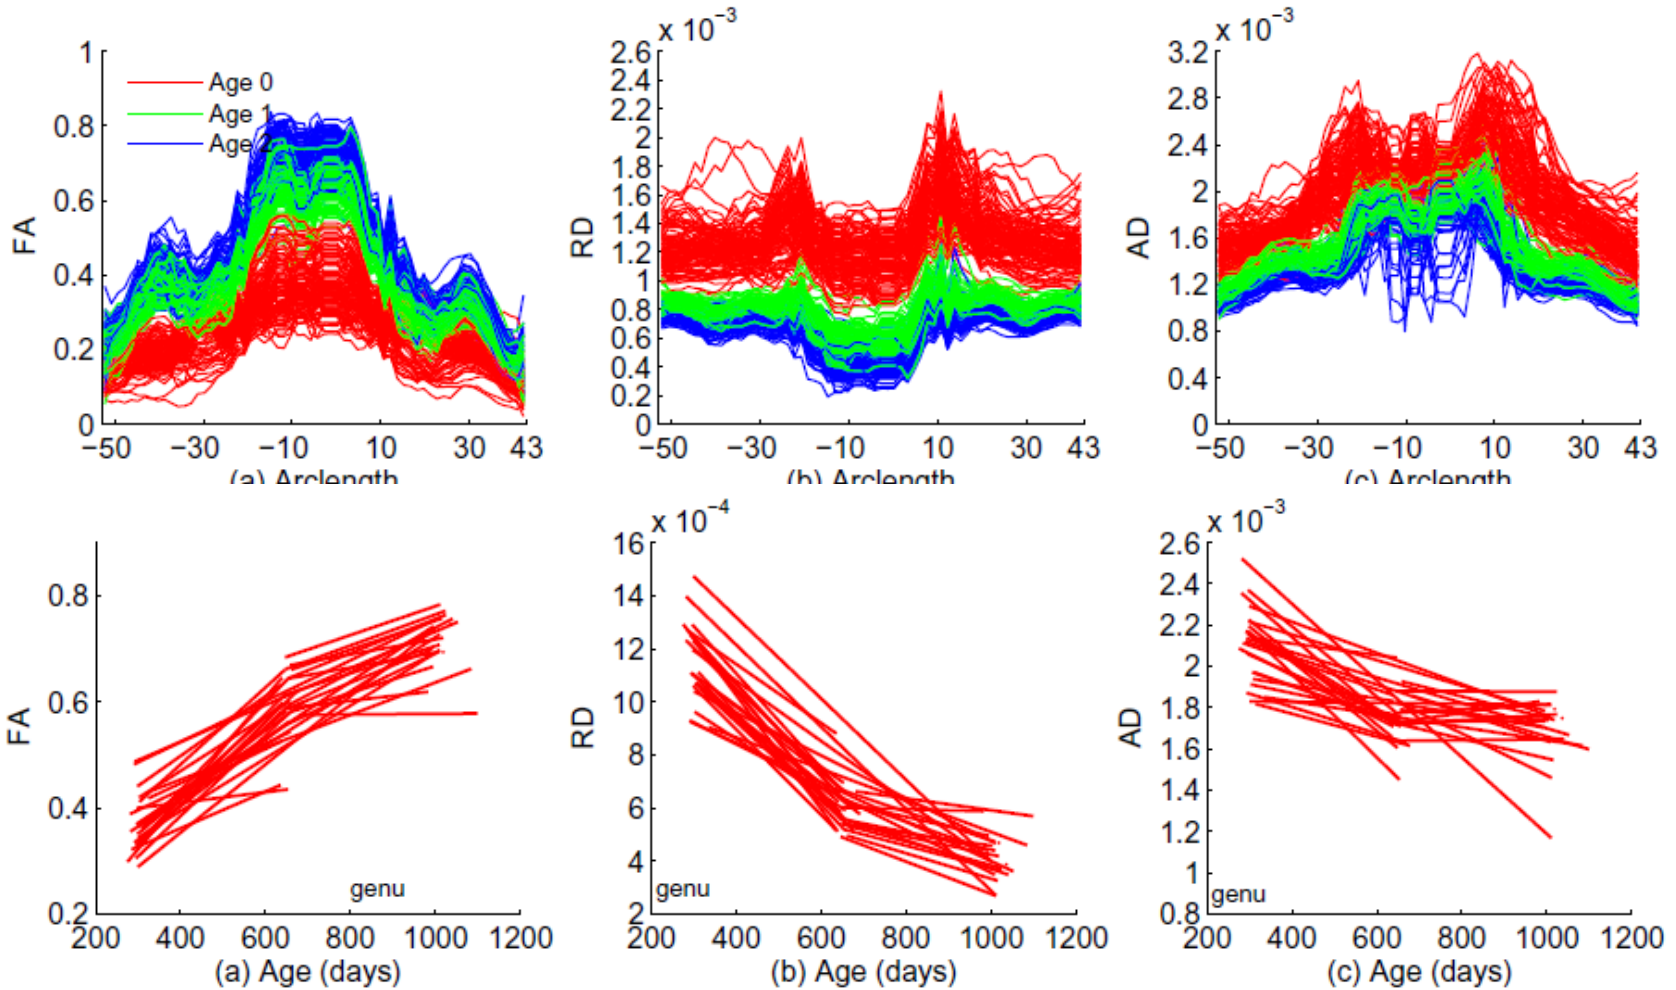 x 10⁻³
x 10⁻³
1
0.8
0.6
0.4
0.2
0
FA
Age 0
Age 1
Age 2
−50 −30 −10 10 30 43
(a) Arclength
2.6
2.4
2.2
2
1.8
1.6
1.4
1.2
1
0.8
0.6
0.4
0.2
0
RD
−50 −30 −10 10 30 43
(b) Arclength
3.2
2.8
2.4
2
1.6
1.2
0.8
0.4
0
AD
−50 −30 −10 10 30 43
(c) Arclength
0.8
0.6
0.4
0.2
FA
genu
200 400 600 800 1000 1200
(a) Age (days)
x 10⁻⁴
16
14
12
10
8
6
4
2
RD
genu
200 400 600 800 1000 1200
(b) Age (days)
x 10⁻³
2.6
2.4
2.2
2
1.8
1.6
1.4
1.2
1
0.8
AD
genu
200 400 600 800 1000 1200
(c) Age (days)